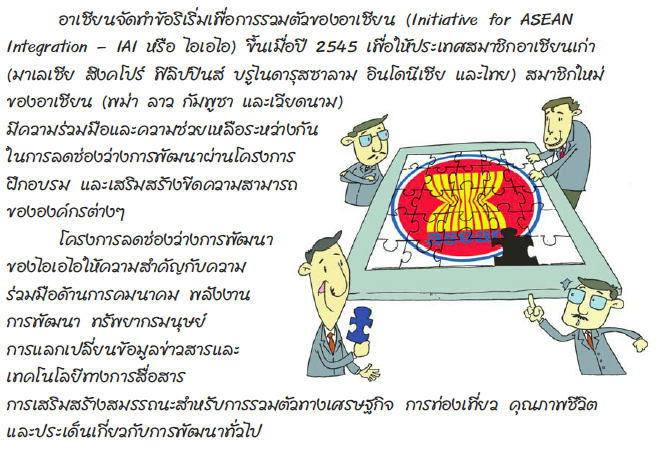 อาเซียนจัดทำข้อริเริ่มเพื่อการรวมตัวของอาเซียน (Initiative for ASEAN
Integration – IAI หรือ ไอเอไอ) ขึ้นเมื่อปี 2545 เพื่อให้ประเทศสมาชิกอาเซียนเก่า
(มาเลเซีย สิงคโปร์ ฟิลิปปินส์ บรูไนดารุสซาลาม อินโดนีเซีย และไทย) สมาชิกใหม่
ของอาเซียน (พม่า ลาว กัมพูชา และเวียดนาม)
มีความร่วมมือและความช่วยเหลือระหว่างกัน
ในการลดช่องว่างการพัฒนาผ่านโครงการ
ฝึกอบรม และเสริมสร้างขีดความสามารถ
ขององค์กรต่างๆ
โครงการลดช่องว่างการพัฒนา
ของไอเอไอให้ความสำคัญกับความ
ร่วมมือด้านการคมนาคม พลังงาน
การพัฒนา ทรัพยากรมนุษย์
การแลกเปลี่ยนข้อมูลข่าวสารและ
เทคโนโลยีทางการสื่อสาร
การเสริมสร้างสมรรถนะสำหรับการรวมตัวทางเศรษฐกิจ การท่องเที่ยว คุณภาพชีวิต
และประเด็นเกี่ยวกับการพัฒนาทั่วไป
asean